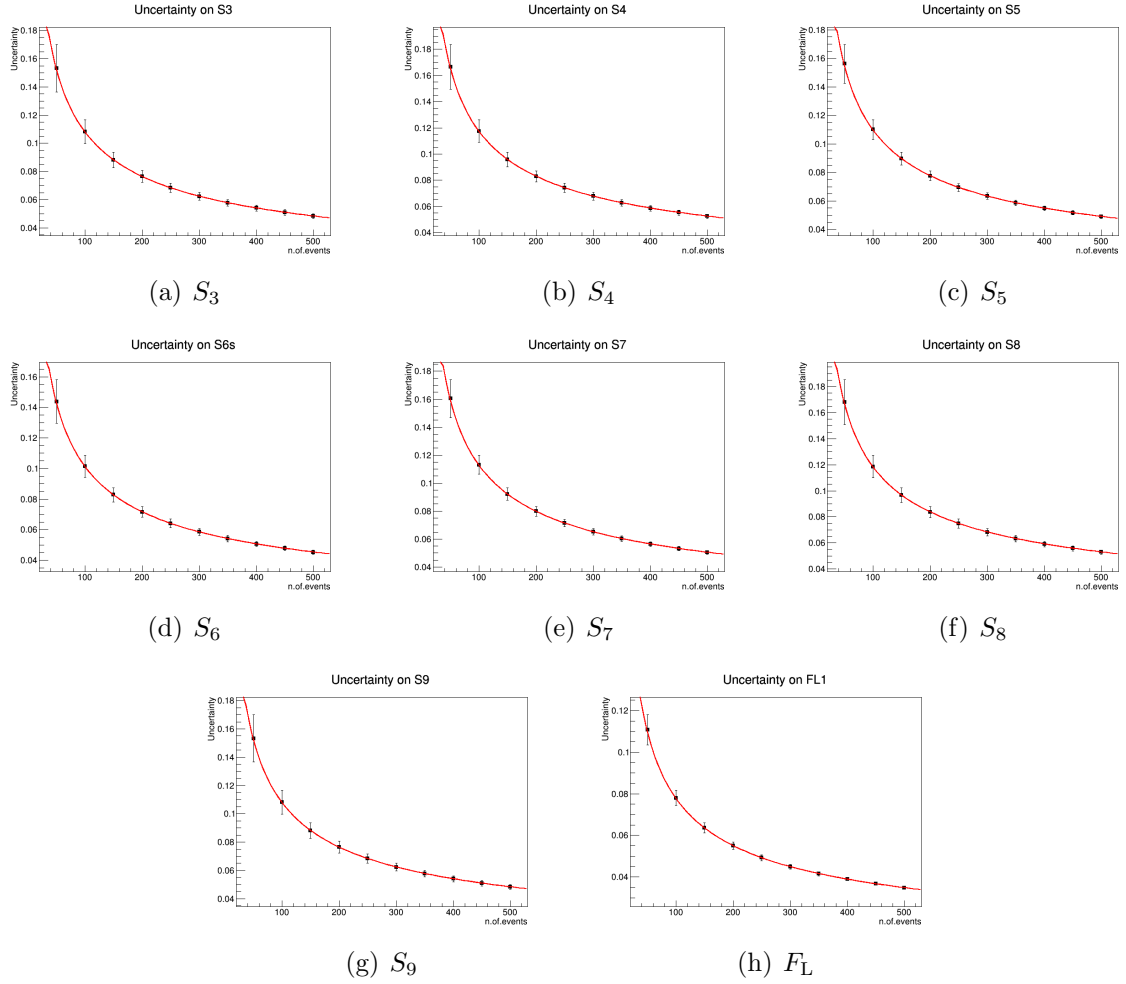 Uncertainty on S3
Uncertainty
0.18
0.16
0.14
0.12
0.1
0.08
0.06
0.04
100 200 300 400 500
n.of.events
(a) S3
Uncertainty on S4
Uncertainty
0.18
0.16
0.14
0.12
0.1
0.08
0.06
0.04
100 200 300 400 500
n.of.events
(b) S4
Uncertainty on S5
Uncertainty
0.18
0.16
0.14
0.12
0.1
0.08
0.06
0.04
100 200 300 400 500
n.of.events
(c) S5
Uncertainty on S6s
Uncertainty
0.16
0.14
0.12
0.1
0.08
0.06
0.04
100 200 300 400 500
n.of.events
(d) S6
Uncertainty on S7
Uncertainty
0.18
0.16
0.14
0.12
0.1
0.08
0.06
0.04
100 200 300 400 500
n.of.events
(e) S7
Uncertainty on S8
Uncertainty
0.18
0.16
0.14
0.12
0.1
0.08
0.06
0.04
100 200 300 400 500
n.of.events
(f) S8
Uncertainty on S9
Uncertainty
0.18
0.16
0.14
0.12
0.1
0.08
0.06
0.04
100 200 300 400 500
n.of.events
(g) S9
Uncertainty on FL1
Uncertainty
0.12
0.1
0.08
0.06
0.04
100 200 300 400 500
n.of.events
(h) FL